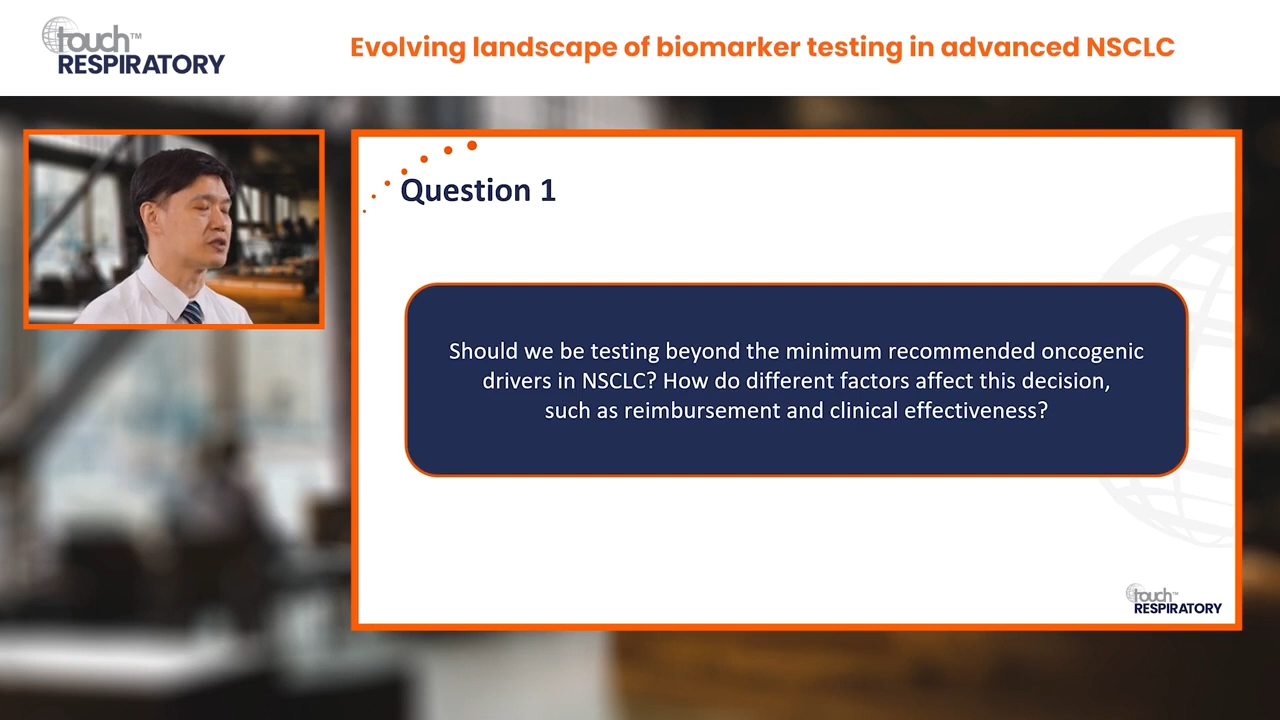 touch™
RESPIRATORY
Evolving landscape of biomarker testing in advanced NSCLC
Question 1
Should we be testing beyond the minimum recommended oncogenic
drivers in NSCLC? How do different factors affect this decision,
such as reimbursement and clinical effectiveness?
touch™
RESPIRATORY